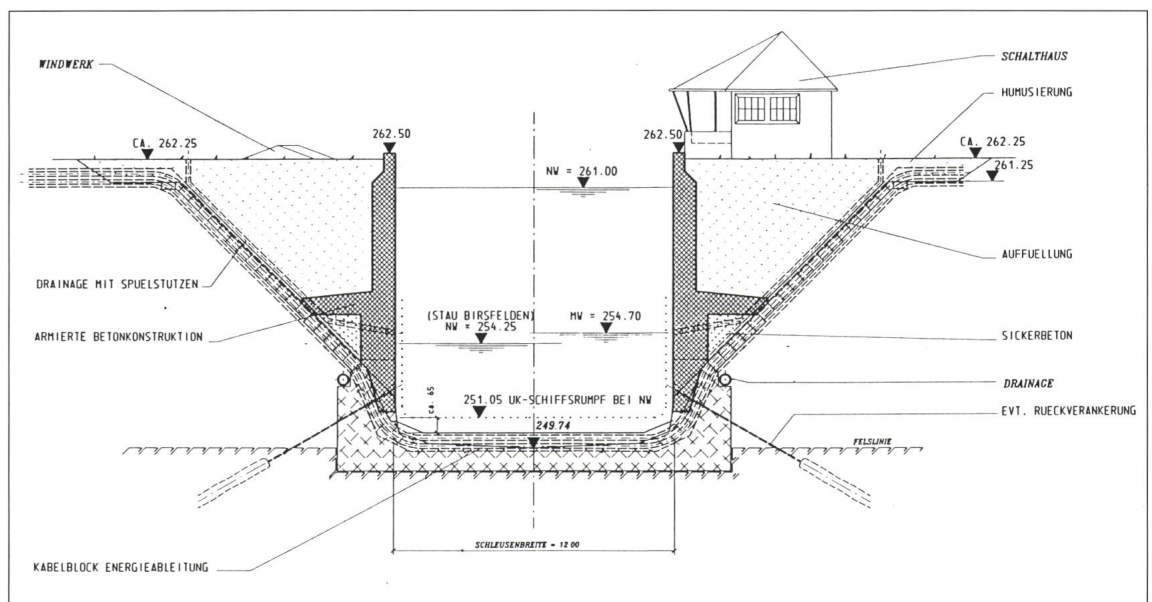 WINDWERK
SCHALTHAUS
HUMUSIERUNG
CA. 262.25
262.50
262.50
CA. 262.25
261.25
NW = 261.00
AUFFUELLUNG
DRAINAGE MIT SPUELSTUTZEN
(STAU BIRSFELDEN)
NW = 254.25
MW = 254.70
ARMIERTE BETONKONSTRUKTION
SICKERBETON
DRAINAGE
ca. 65
251.05 UK-SCHIFFSRUMPF BEI NW
EVT. RUECKVERANKERUNG
249.74
FELSLINIE
SCHLEUSENBREITE = 12.00
KABELBLOCK ENERGIEABLEITUNG